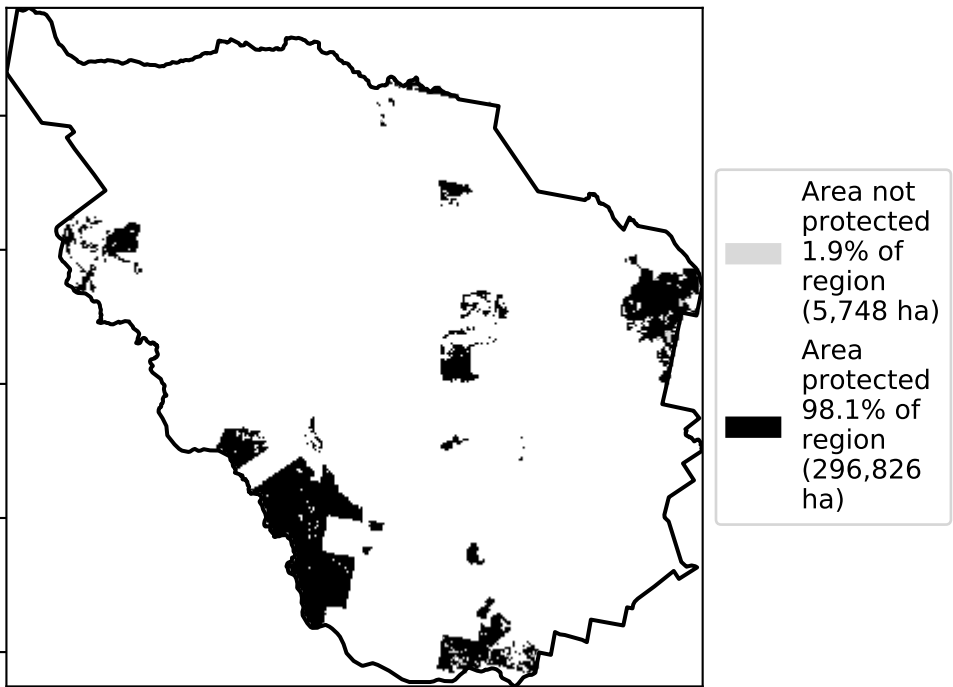 Area not
protected
1.9% of
region
(5,748 ha)
Area
protected
98.1% of
region
(296,826
ha)